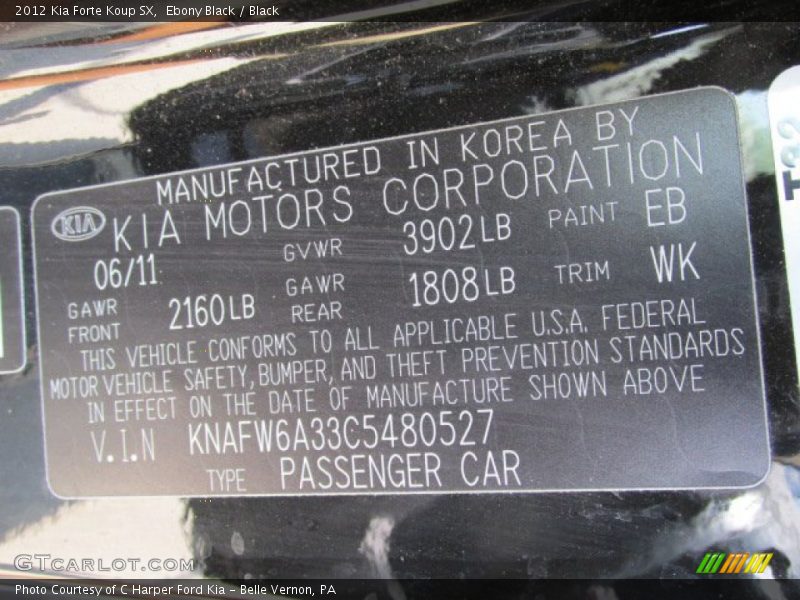 2012 Kia Forte Koup SX, Ebony Black / Black
MANUFACTURED IN KOREA BY
KIA KIA MOTORS CORPORATION
06/11 GVWR 3902LB PAINT EB
GAWR FRONT 2160LB GAWR REAR 1808LB TRIM WK
THIS VEHICLE CONFORMS TO ALL APPLICABLE U.S.A. FEDERAL
MOTOR VEHICLE SAFETY, BUMPER, AND THEFT PREVENTION STANDARDS
IN EFFECT ON THE DATE OF MANUFACTURE SHOWN ABOVE
V.I.N KNAFW6A33C5480527
TYPE PASSENGER CAR
GTCarLot.com
Photo Courtesy of C Harper Ford Kia – Belle Vernon, PA